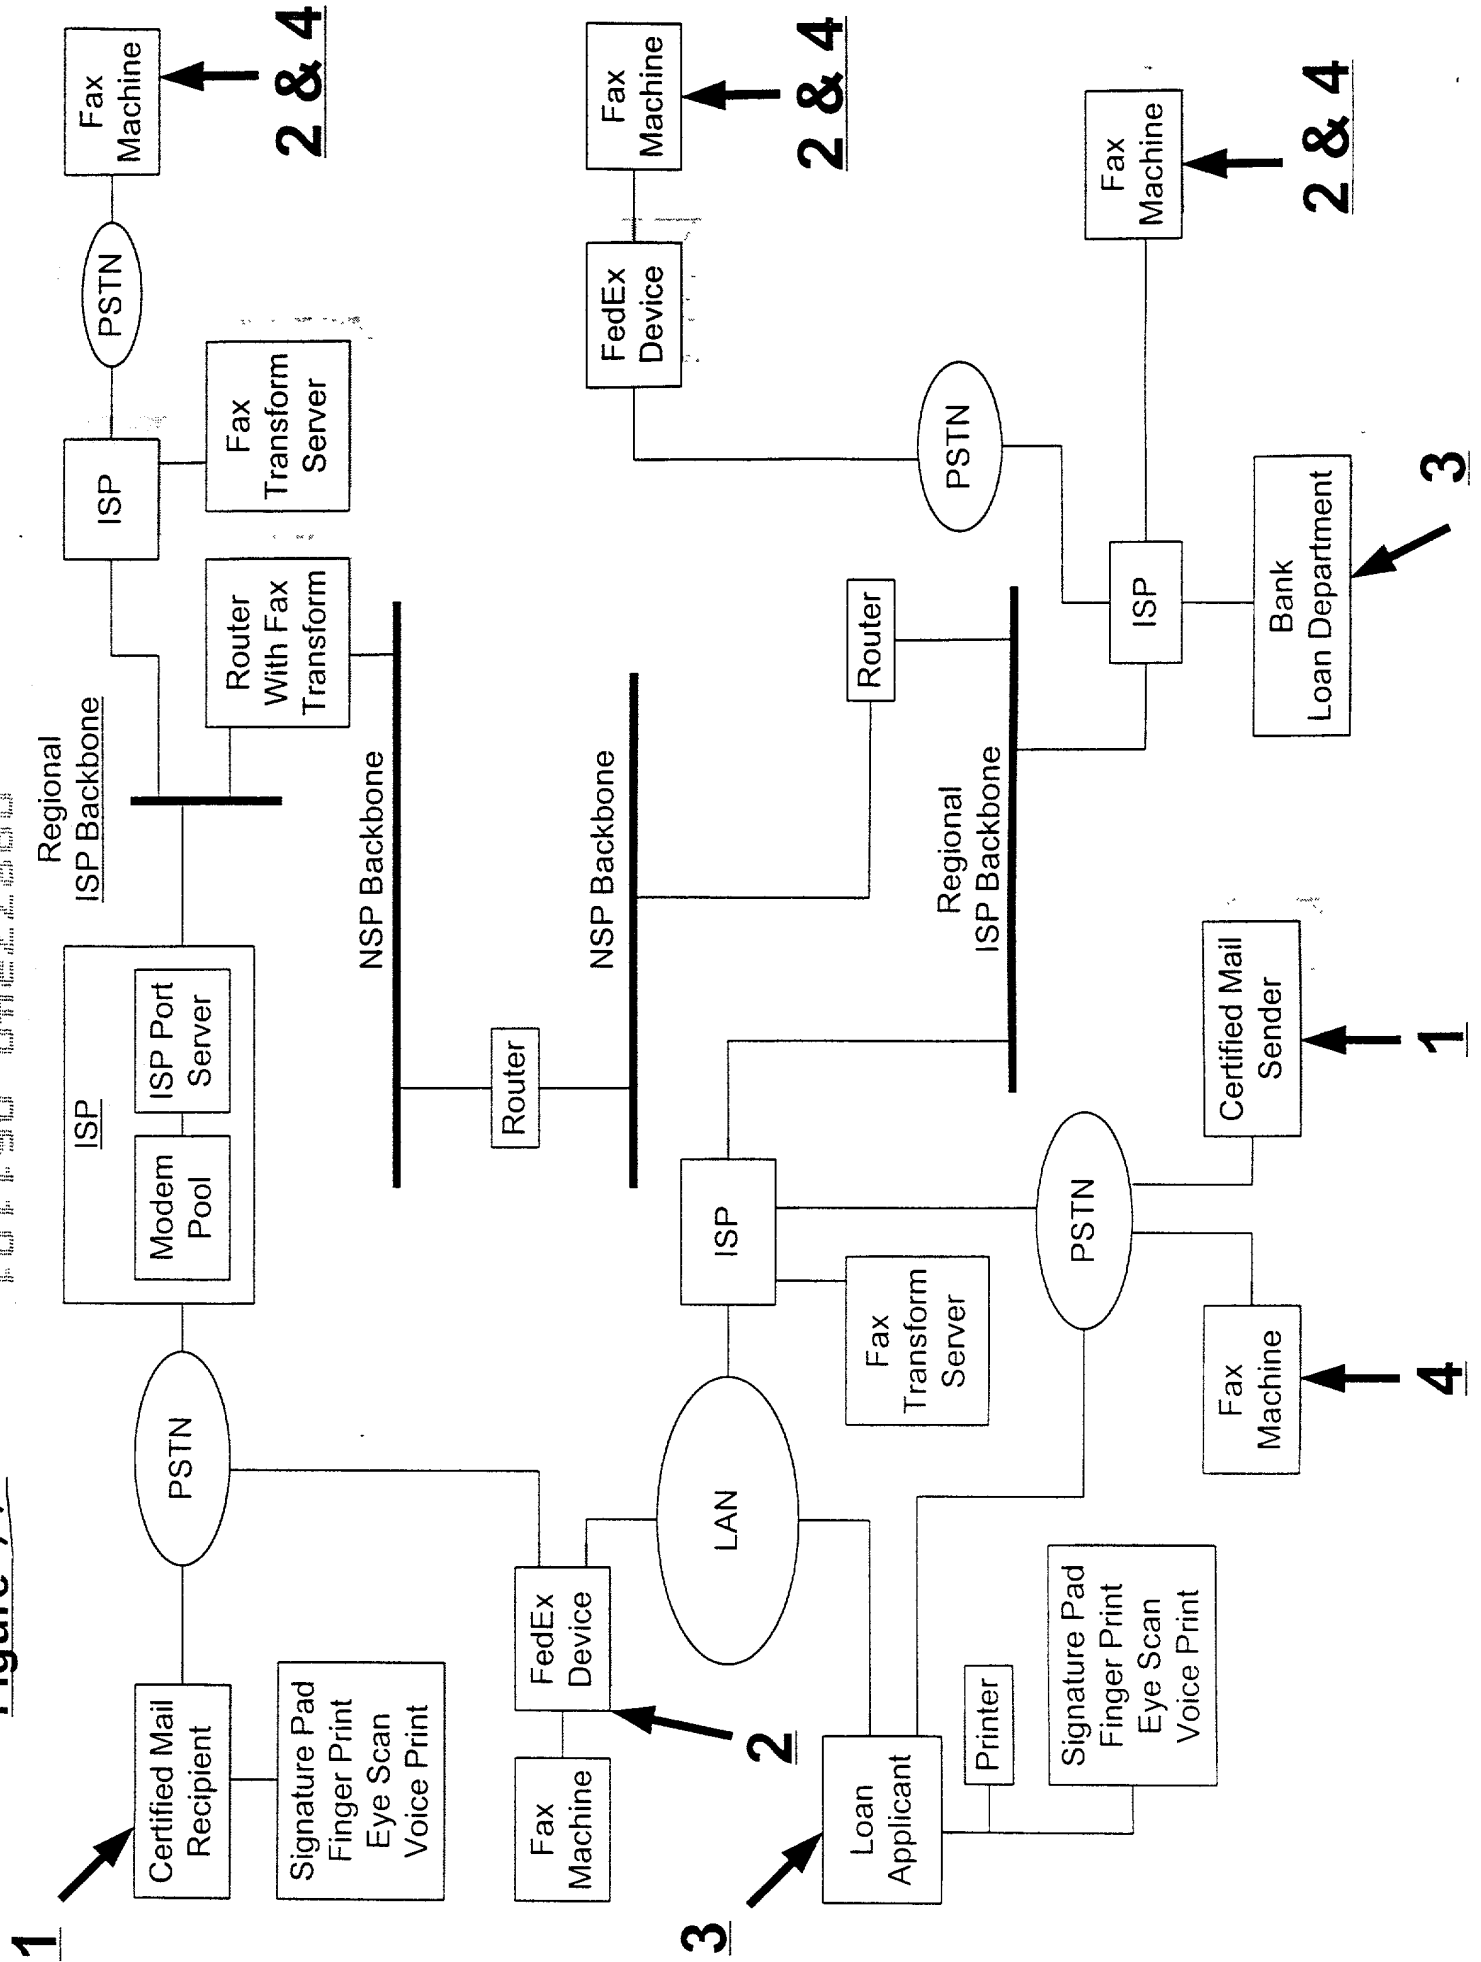 Figure
1
Certified Mail
Recipient
Signature Pad
Finger Print
Eye Scan
Voice Print
PSTN
ISP
Modem
Pool
ISP Port
Server
Regional
ISP Backbone
ISP
PSTN
Fax
Machine
2 & 4
Fax
Transform
Server
Router
With Fax
Transform
NSP Backbone
Router
NSP Backbone
Fax
Machine
FedEx
Device
2
LAN
ISP
Fax
Transform
Server
Regional
ISP Backbone
Router
PSTN
FedEx
Device
Fax
Machine
2 & 4
3
Loan
Applicant
Printer
Signature Pad
Finger Print
Eye Scan
Voice Print
PSTN
Fax
Machine
4
Certified Mail
Sender
1
ISP
Fax
Machine
2 & 4
Bank
Loan Department
3